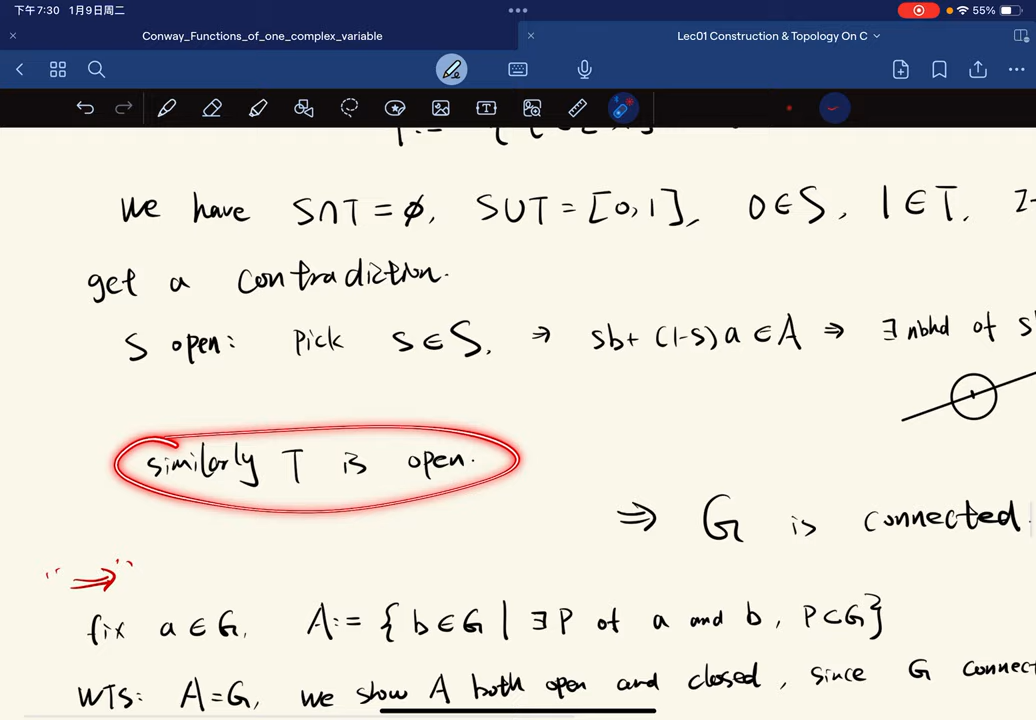 下午7:30 1月9日周二
55%
Conway_Functions_of_one_complex_variable
Lec01 Construction & Topology On C
We have S∩T = ∅, S∪T = [0,1], 0∈S, 1∈T,
get a contradiction.
S open: Pick s∈S, ⇒ sb+(1-s)a ∈ A ⇒ ∃ nbhd of
similarly T is open.
⇒ G is connected.
"⇒"
fix a∈G, A:= { b∈G | ∃ P of a and b, P⊂G}
WTS: A=G, we show A both open and closed, since G